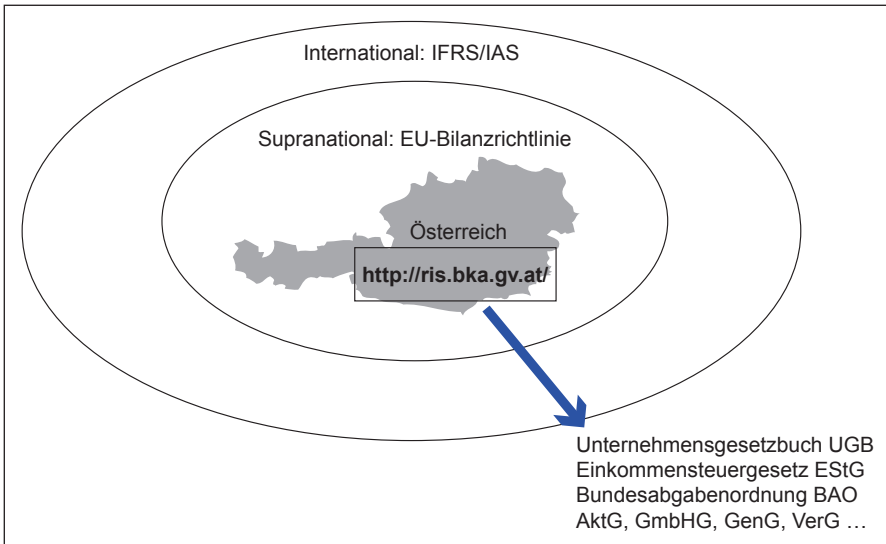 International: IFRS/IAS
Supranational: EU-Bilanzrichtlinie
Österreich
http://ris.bka.gv.at/
Unternehmensgesetzbuch UGB
Einkommensteuergesetz EStG
Bundesabgabenordnung BAO
AktG, GmbHG, GenG, VerG …